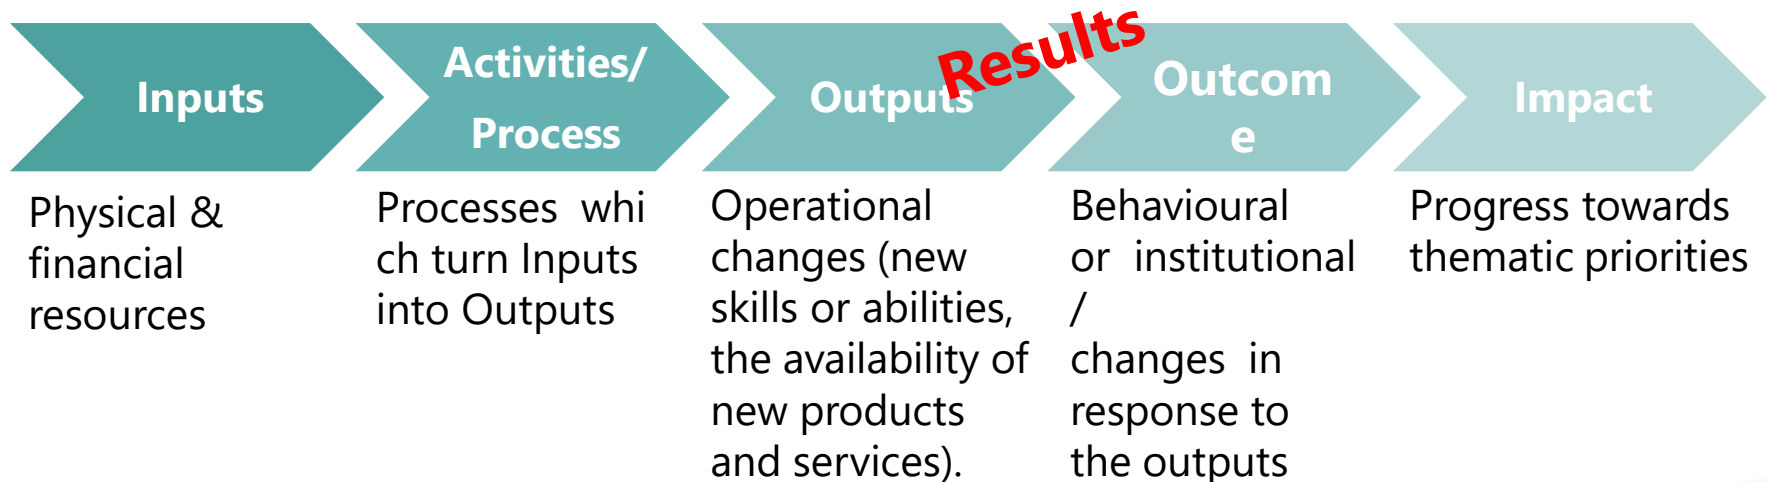 Inputs
Activities/
Process
Outputs
Results
Outcom
e
Impact
Physical &
financial
resources
Processes  whi
ch turn Inputs
into Outputs
Operational
changes (new
skills or abilities,
the availability of
new products
and services).
Behavioural
or  institutional
/
changes  in
response to
the outputs
Progress towards
thematic priorities